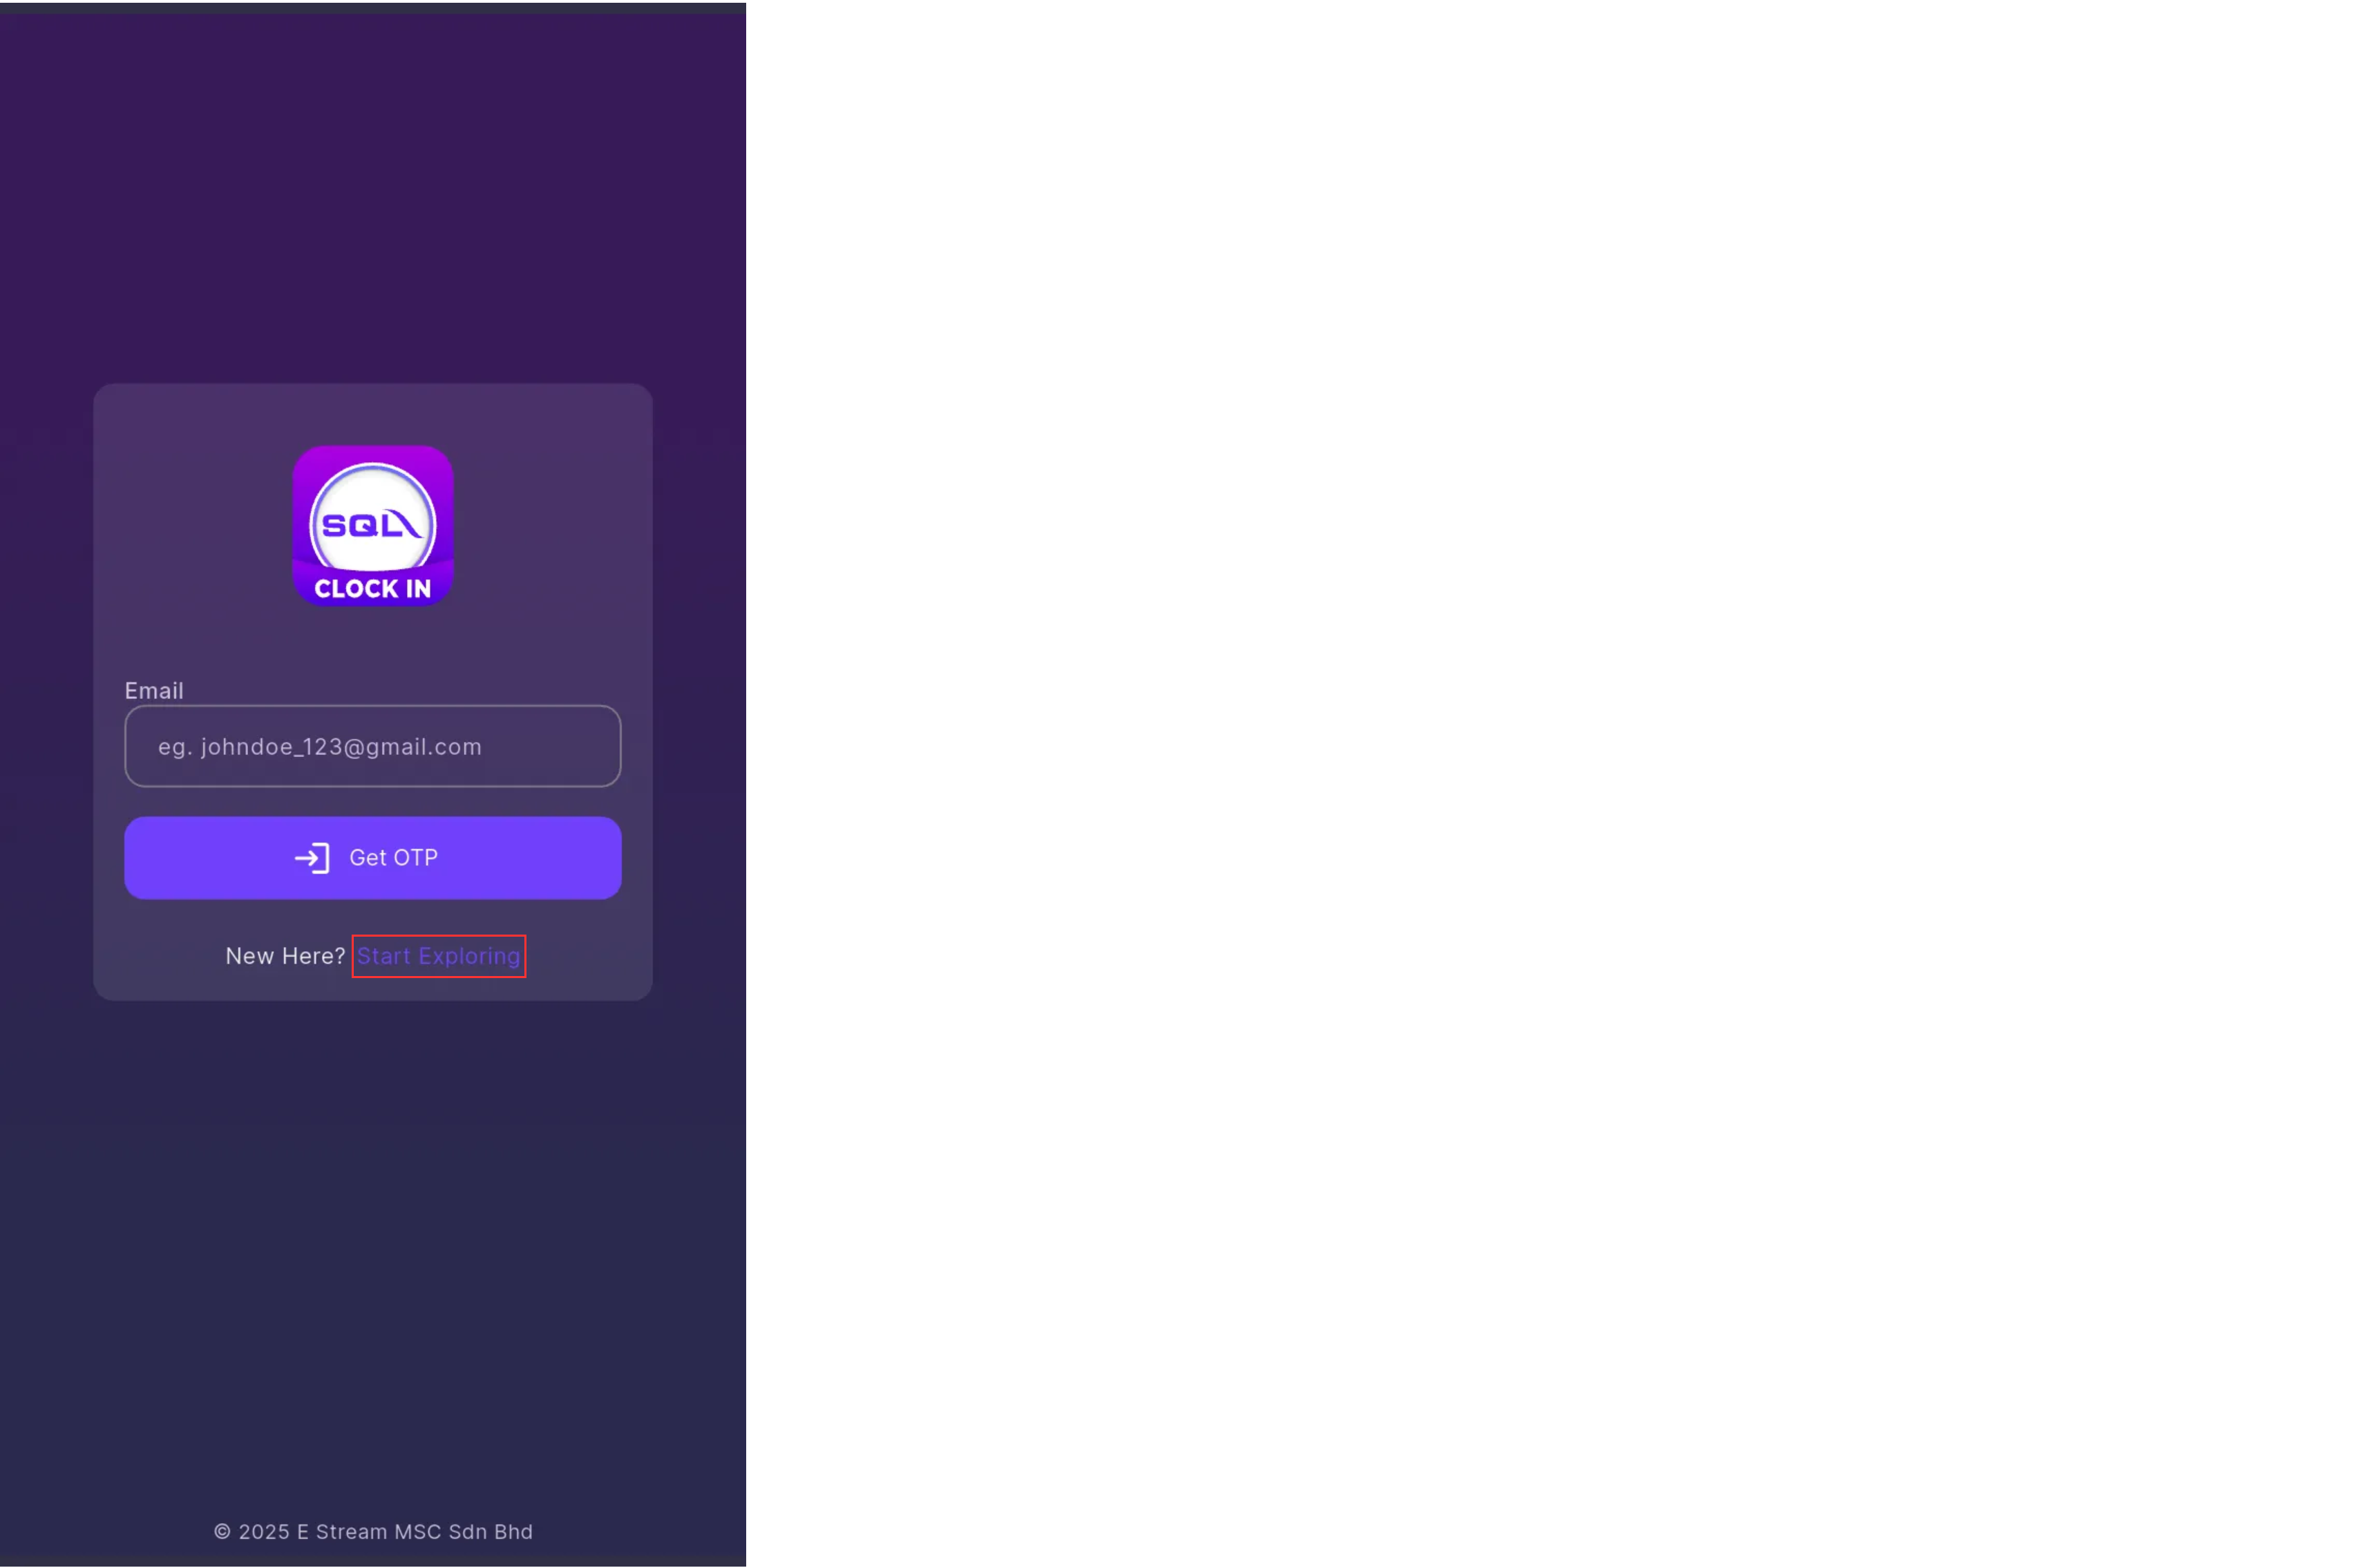 SQL
CLOCK IN
Email
eg. johndoe_123@gmail.com
Get OTP
New Here? Start Exploring
© 2025 E Stream MSC Sdn Bhd